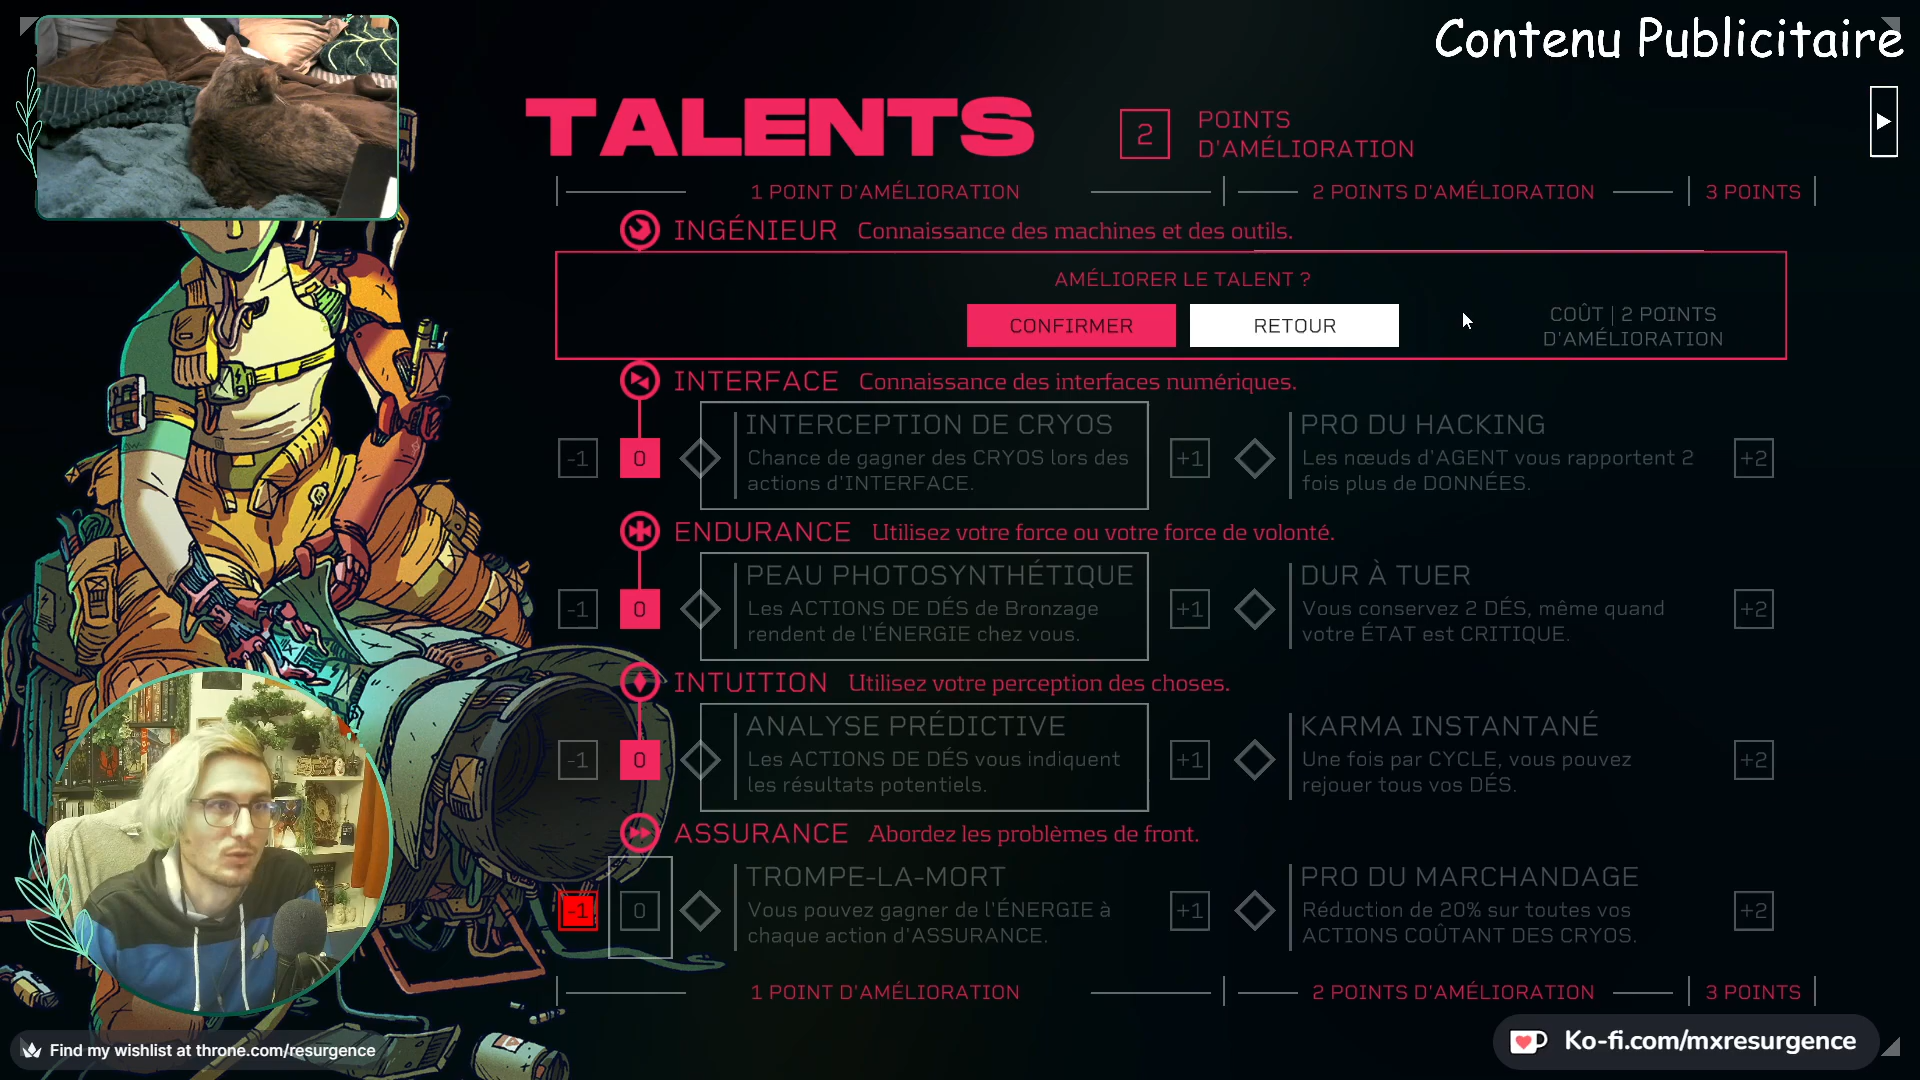 Contenu Publicitaire
TALENTS
2
POINTS
D'AMÉLIORATION
1 POINT D'AMÉLIORATION
2 POINTS D'AMÉLIORATION
3 POINTS
INGÉNIEUR Connaissance des machines et des outils.
AMÉLIORER LE TALENT ?
CONFIRMER
RETOUR
COÛT | 2 POINTS
D'AMÉLIORATION
INTERFACE Connaissance des interfaces numériques.
-1
0
INTERCEPTION DE CRYOS
Chance de gagner des CRYOS lors des
actions d'INTERFACE.
+1
PRO DU HACKING
Les nœuds d'AGENT vous rapportent 2
fois plus de DONNÉES.
+2
ENDURANCE Utilisez votre force ou votre force de volonté.
-1
0
PEAU PHOTOSYNTHÉTIQUE
Les ACTIONS DE DÉS de Bronzage
rendent de l'ÉNERGIE chez vous.
+1
DUR À TUER
Vous conservez 2 DÉS, même quand
votre ÉTAT est CRITIQUE.
+2
INTUITION Utilisez votre perception des choses.
-1
0
ANALYSE PRÉDICTIVE
Les ACTIONS DE DÉS vous indiquent
les résultats potentiels.
+1
KARMA INSTANTANÉ
Une fois par CYCLE, vous pouvez
rejouer tous vos DÉS.
+2
ASSURANCE Abordez les problèmes de front.
-1
0
TROMPE-LA-MORT
Vous pouvez gagner de l'ÉNERGIE à
chaque action d'ASSURANCE.
+1
PRO DU MARCHANDAGE
Réduction de 20% sur toutes vos
ACTIONS COÛTANT DES CRYOS.
+2
1 POINT D'AMÉLIORATION
2 POINTS D'AMÉLIORATION
3 POINTS
Find my wishlist at throne.com/resurgence
Ko-fi.com/mxresurgence